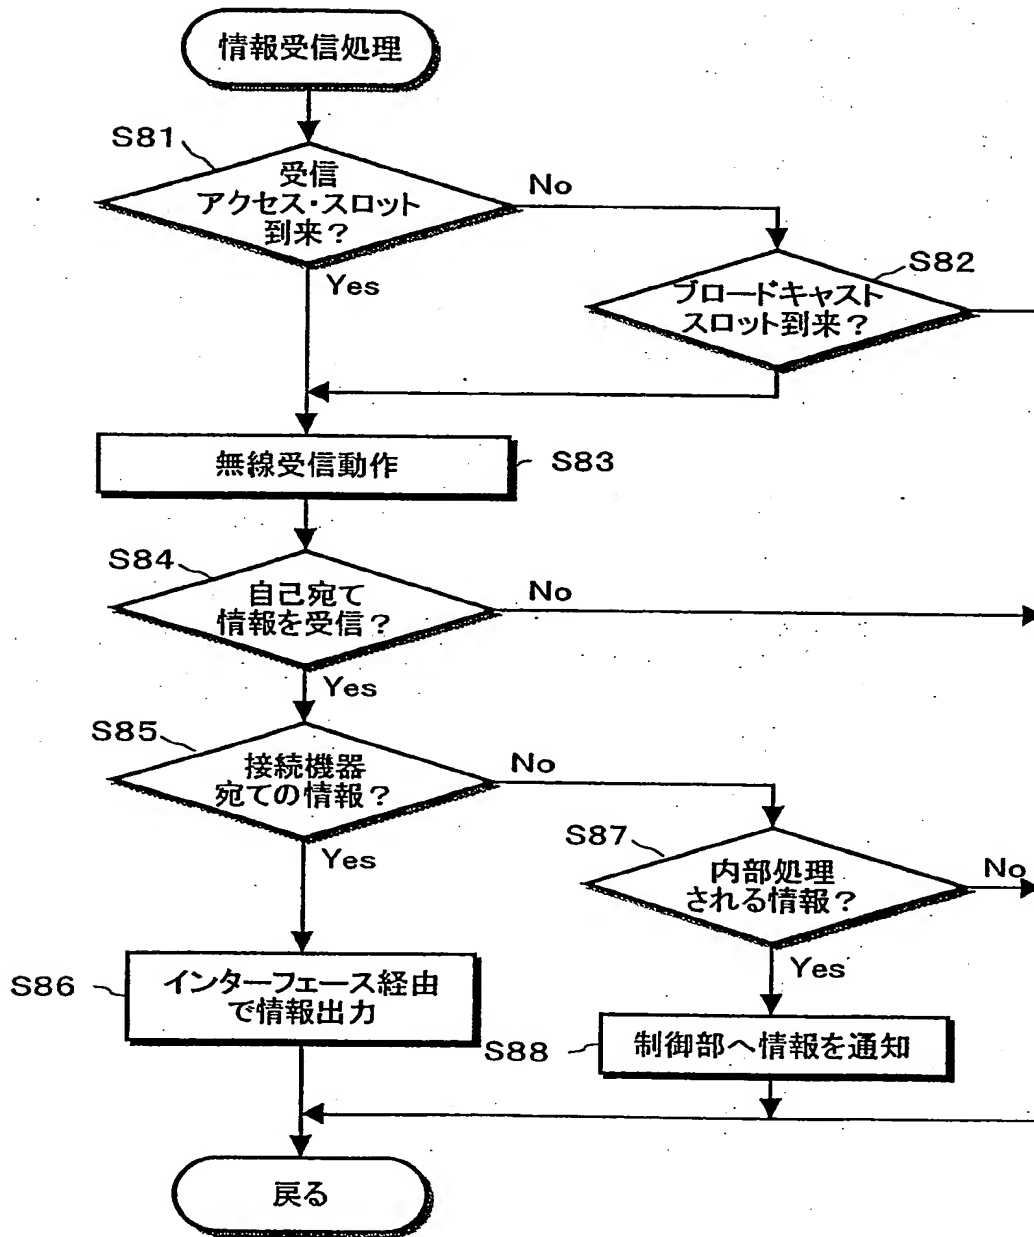 情報受信処理
S81
受信
アクセス・スロット
到来?
No
Yes
S82
ブロードキャスト
スロット到来?
無線受信動作
S83
S84
自己宛て
情報を受信?
No
Yes
S85
接続機器
宛ての情報?
No
Yes
S87
内部処理
される情報?
No
Yes
S86
インターフェース経由
で情報出力
S88
制御部へ情報を通知
戻る